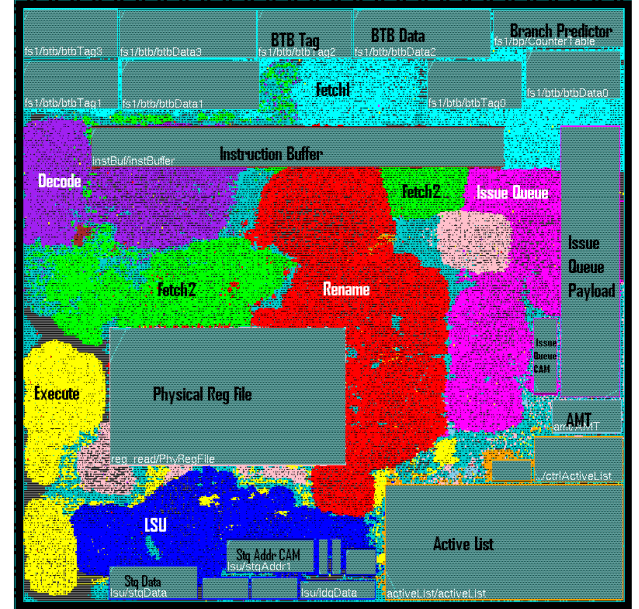 BTB Tag
BTB Data
Branch Predictor
fs1/btb/btbTag3
fs1/btb/btbData3
fs1/btb/btbTag2
fs1/btb/btbData2
fs1/bp/CounterTable
Fetch1
fs1/btb/btbTag1
fs1/btb/btbData1
fs1/btb/btbTag0
fs1/btb/btbData0
Instruction Buffer
instBuf/instBuffer
Decode
Fetch2
Issue Queue
Issue
Queue
Payload
Fetch2
Rename
Issue
Queue
CAM
Execute
Physical Reg File
AMT
reg_read/PhyRegFile
/ctrlActiveList
LSU
Stq Addr CAM
lsu/stqAddr1
Active List
Stq Data
lsu/stqData
lsu/ldqData
activeList/activeList